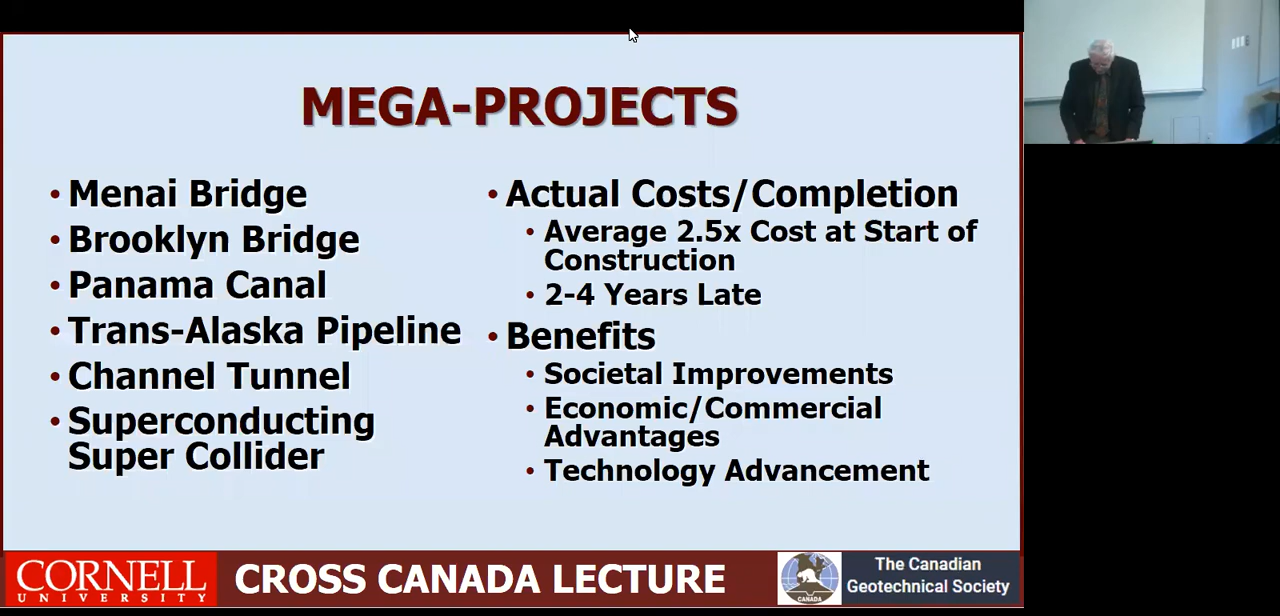 MEGA-PROJECTS
• Menai Bridge
• Brooklyn Bridge
• Panama Canal
• Trans-Alaska Pipeline
• Channel Tunnel
• Superconducting
Super Collider
• Actual Costs/Completion
• Average 2.5x Cost at Start of
Construction
• 2-4 Years Late
• Benefits
• Societal Improvements
• Economic/Commercial
Advantages
• Technology Advancement
CORNELL
UNIVERSITY
CROSS CANADA LECTURE
CANADA
The Canadian
Geotechnical Society